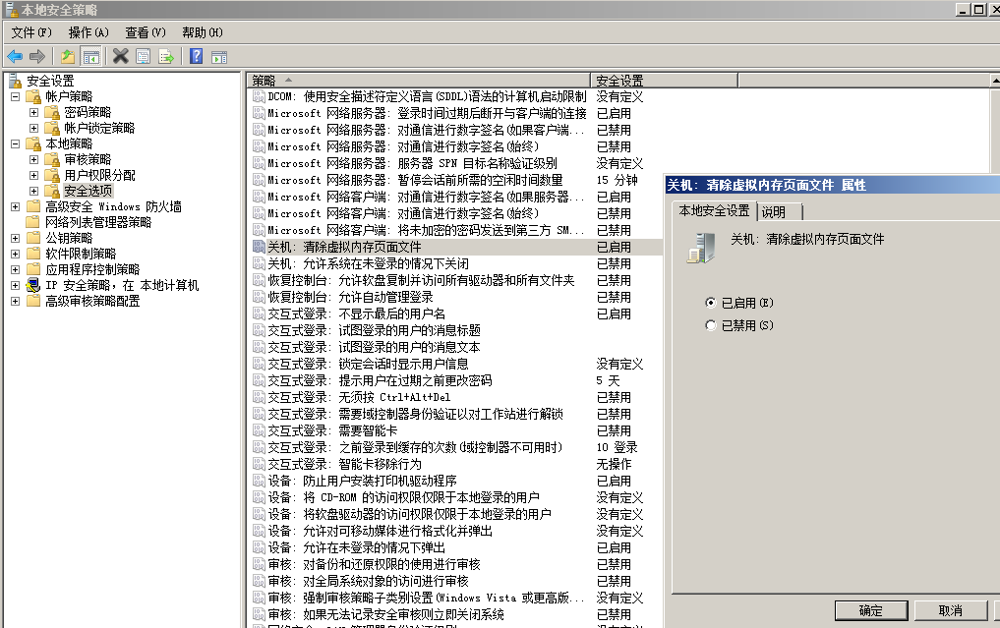 本地安全策略
文件(F) 操作(A) 查看(V) 帮助(H)
安全设置
帐户策略
密码策略
帐户锁定策略
本地策略
审核策略
用户权限分配
安全选项
高级安全 Windows 防火墙
网络列表管理器策略
公钥策略
软件限制策略
应用程序控制策略
IP 安全策略，在 本地计算机
高级审核策略配置
策略 安全设置
DCOM: 使用安全描述符定义语言(SDDL)语法的计算机启动限制 没有定义
Microsoft 网络服务器: 登录时间过期后断开与客户端的连接 已启用
Microsoft 网络服务器: 对通信进行数字签名(如果客户端... 已禁用
Microsoft 网络服务器: 对通信进行数字签名(始终) 已禁用
Microsoft 网络服务器: 服务器 SPN 目标名称验证级别 没有定义
Microsoft 网络服务器: 暂停会话前所需的空闲时间数量 15 分钟
Microsoft 网络客户端: 对通信进行数字签名(如果服务器... 已启用
Microsoft 网络客户端: 对通信进行数字签名(始终) 已禁用
Microsoft 网络客户端: 将未加密的密码发送到第三方 SM... 已禁用
关机: 清除虚拟内存页面文件 已启用
关机: 允许系统在未登录的情况下关闭 已禁用
恢复控制台: 允许软盘复制并访问所有驱动器和所有文件夹 已禁用
恢复控制台: 允许自动管理登录 已禁用
交互式登录: 不显示最后的用户名 已启用
交互式登录: 试图登录的用户的消息标题
交互式登录: 试图登录的用户的消息文本
交互式登录: 锁定会话时显示用户信息 没有定义
交互式登录: 提示用户在过期之前更改密码 5 天
交互式登录: 无须按 Ctrl+Alt+Del 已禁用
交互式登录: 需要域控制器身份验证以对工作站进行解锁 已禁用
交互式登录: 需要智能卡 已禁用
交互式登录: 之前登录到缓存的次数(域控制器不可用时) 10 登录
交互式登录: 智能卡移除行为 无操作
设备: 防止用户安装打印机驱动程序 已启用
设备: 将 CD-ROM 的访问权限仅限于本地登录的用户 没有定义
设备: 将软盘驱动器的访问权限仅限于本地登录的用户 没有定义
设备: 允许对可移动媒体进行格式化并弹出 没有定义
设备: 允许在未登录的情况下弹出 已启用
审核: 对备份和还原权限的使用进行审核 已禁用
审核: 对全局系统对象的访问进行审核 已禁用
审核: 强制审核策略子类别设置(Windows Vista 或更高版... 没有定义
审核: 如果无法记录安全审核则立即关闭系统 已禁用
关机: 清除虚拟内存页面文件 属性
本地安全设置 说明
关机: 清除虚拟内存页面文件
已启用(E)
已禁用(S)
确定 取消